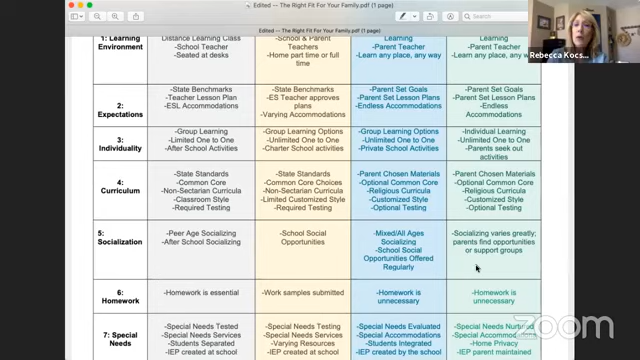 Edited — The Right Fit For Your Family.pdf (1 page)
Search
Edited — The Right Fit For Your Family.pdf (1 page)
1: Learning
Environment
Distance Learning Class
-School Teacher
-Seated at desks
-School & Parent
Teachers
-Home part time or full
time
Learning
-Parent Teacher
-Learn any place, any way
Learning
-Parent Teacher
-Learn any place, any way
2:
Expectations
-State Benchmarks
-Teacher Lesson Plan
-ESL Accommodations
-State Benchmarks
-ES Teacher approves
plans
-Varying Accommodations
-Parent Set Goals
-Parent Set Lesson Plans
-Endless Accommodations
-Parent Set Goals
-Parent Set Lesson Plans
-Endless
Accommodations
3:
Individuality
-Group Learning
-Limited One to One
-After School Activities
-Group Learning Options
-Unlimited One to One
-Charter School activities
-Group Learning Options
-Unlimited One to One
-Private School Activities
-Individual Learning
-Unlimited One to One
-Parents seek out
activities
4:
Curriculum
-State Standards
-Common Core
-Non-Sectarian Curricula
-Classroom Style
-Required Testing
-State Standards
-Common Core Choices
-Non-Sectarian Curricula
-Limited Customized Style
-Required Testing
-Parent Chosen Materials
-Optional Common Core
-Religious Curricula
-Customized Style
-Optional Testing
-Parent Chosen Materials
-Optional Common Core
-Religious Curricula
-Customized Style
-Optional Testing
5:
Socialization
-Peer Age Socializing
-After School Socializing
-School Social
Opportunities
-Mixed/All Ages
Socializing
-School Social
Opportunities Offered
Regularly
-Socializing varies greatly;
parents find opportunities
or support groups
6:
Homework
-Homework is essential
-Work samples submitted
-Homework is
unnecessary
-Homework is
unnecessary
7: Special
Needs
-Special Needs Tested
-Special Needs Services
-Students Separated
-IEP created at school
-Special Needs Testing
-Special Needs Services
-Varying Resources
-IEP created at school
-Special Needs Evaluated
-Special Accommodations
-Students Integrated
-IEP created by the school
-Special Needs Nurtured
-Special Accommodations
-Home Privacy
-IEP parent maintained
Rebecca Kocs...
zoom